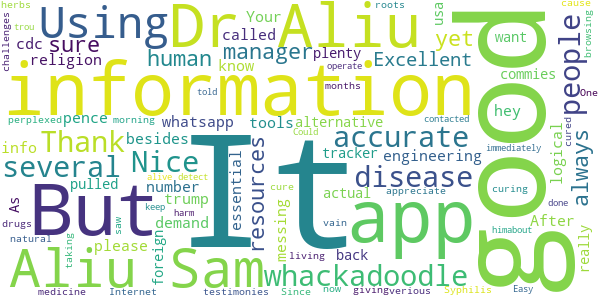 herbs
challenges
Using
Dr Aliu
roots
usa
browsing
cause
trou
called
Your
yet
want
cdc
sure
human
manager
plenty
know
Excellent
commies
people
religion
operate
months
told
One
information
good
perplexed
pence
morning
whatsapp
tools
alternative
Could
contacted
hey
cured
info
Thank
besides
tracker
accurate
logical
always
immediately
several
Nice
essential
resources
engineering
It
app
disease
curing
done
pulled
number
actual
alive
detect
appreciate
As
But
trump
demand
cure
messing
vain
After
really
himabout
drugs
please
saw
keep
harm
back
natural
taking
foreign
Aliu
Sam
living
whackadoodle
medicine
Internet
testimonies
Since
now
giving
verious
Syphilis
Easy